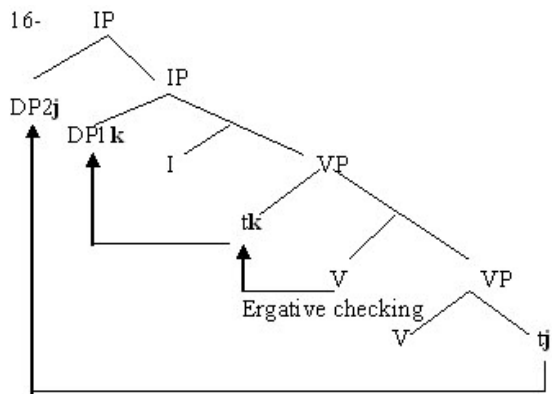 16- IP
IP
DP2j
DP1k
I VP
tk
V VP
Ergative checking
V tj